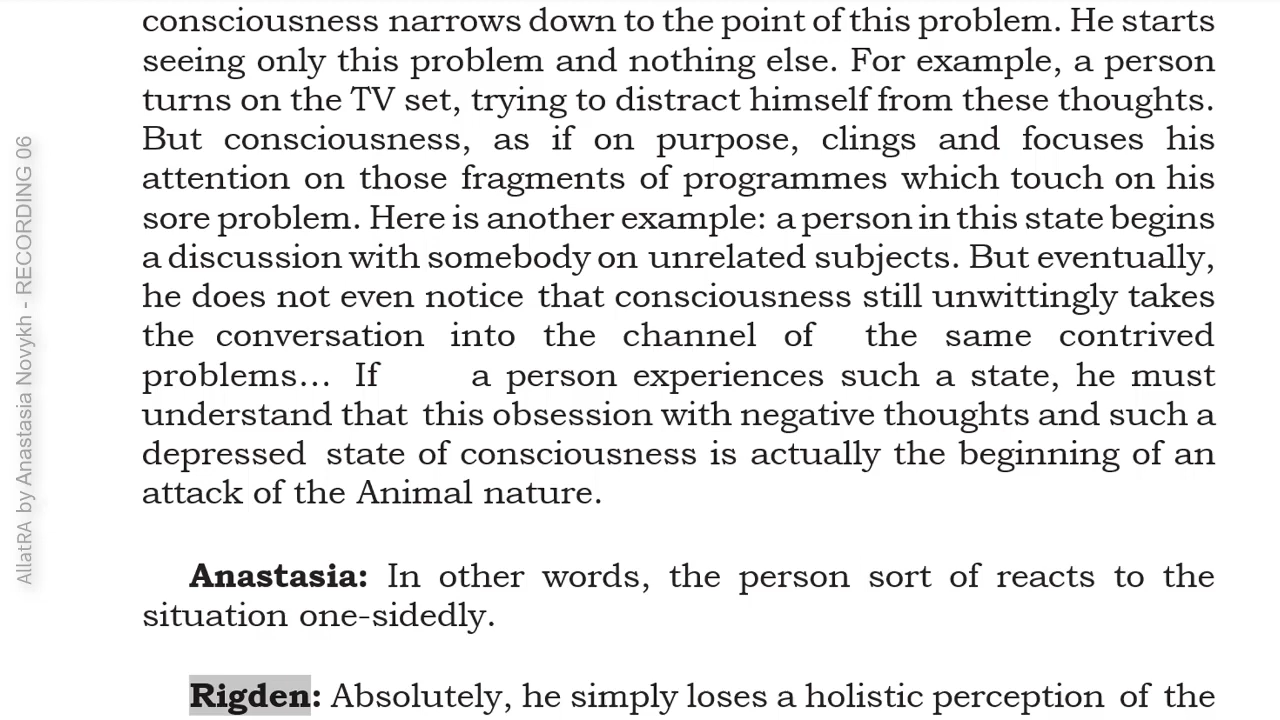 consciousness narrows down to the point of this problem. He starts
seeing only this problem and nothing else. For example, a person
turns on the TV set, trying to distract himself from these thoughts.
But consciousness, as if on purpose, clings and focuses his
attention on those fragments of programmes which touch on his
sore problem. Here is another example: a person in this state begins
a discussion with somebody on unrelated subjects. But eventually,
he does not even notice that consciousness still unwittingly takes
the conversation into the channel of the same contrived
problems... If a person experiences such a state, he must
understand that this obsession with negative thoughts and such a
depressed state of consciousness is actually the beginning of an
attack of the Animal nature.
Anastasia: In other words, the person sort of reacts to the
situation one-sidedly.
Rigden: Absolutely, he simply loses a holistic perception of the
AllatRA by Anastasia Novykh - RECORDING 06